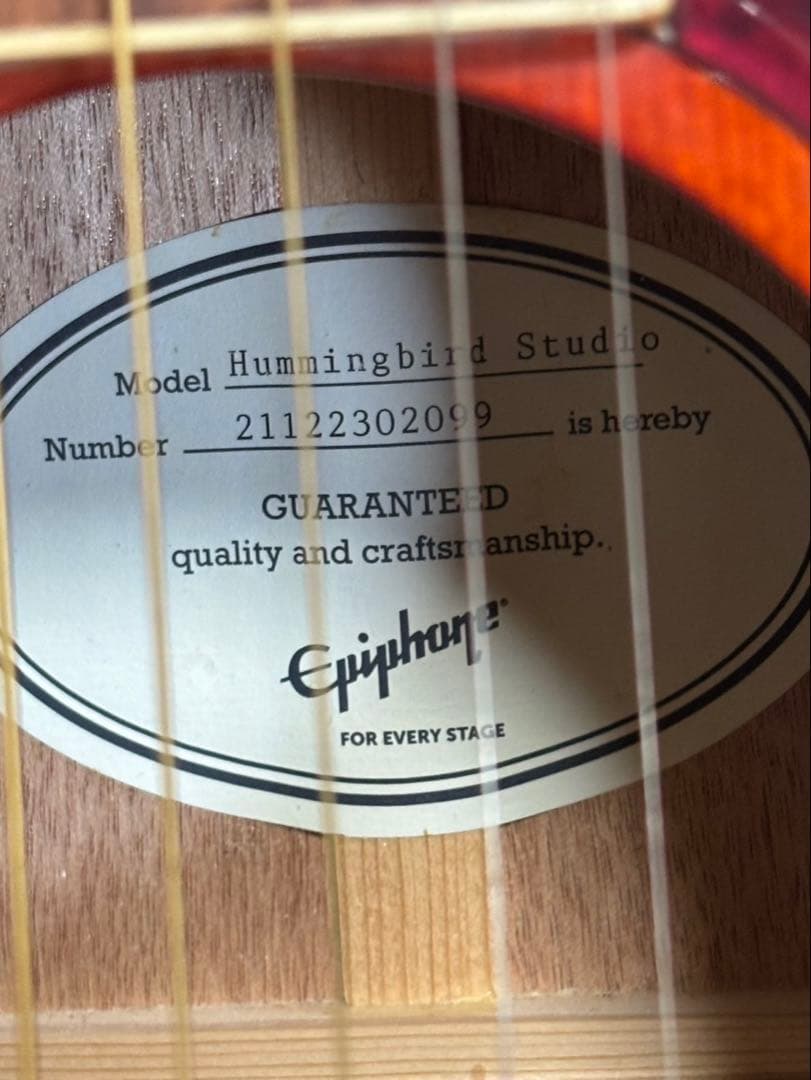 Model Hummingbird Studio
Number 21122302099 is hereby
GUARANTEED
quality and craftsmanship.
Epiphone®
FOR EVERY STAGE